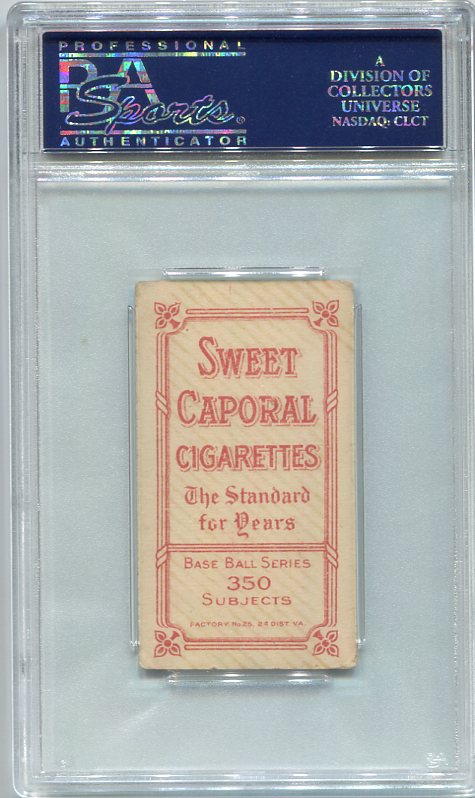 PROFESSIONAL
PSA
Sports®
AUTHENTICATOR
A
DIVISION OF
COLLECTORS
UNIVERSE
NASDAQ: CLCT
SWEET
CAPORAL
CIGARETTES
The Standard
for Years
BASE BALL SERIES
350
SUBJECTS
FACTORY No. 25, 2d DIST. VA.